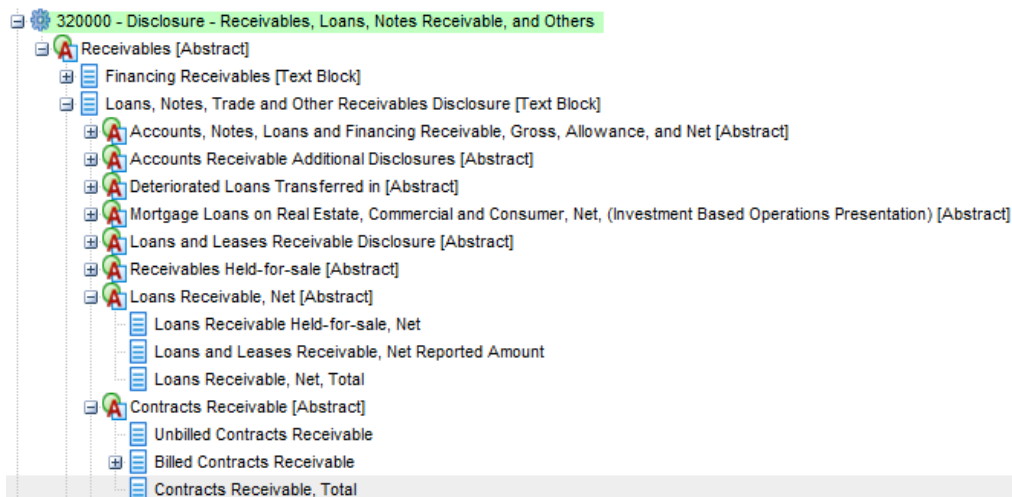 320000 - Disclosure - Receivables, Loans, Notes Receivable, and Others
Receivables [Abstract]
Financing Receivables [Text Block]
Loans, Notes, Trade and Other Receivables Disclosure [Text Block]
Accounts, Notes, Loans and Financing Receivable, Gross, Allowance, and Net [Abstract]
Accounts Receivable Additional Disclosures [Abstract]
Deteriorated Loans Transferred in [Abstract]
Mortgage Loans on Real Estate, Commercial and Consumer, Net, (Investment Based Operations Presentation) [Abstract]
Loans and Leases Receivable Disclosure [Abstract]
Receivables Held-for-sale [Abstract]
Loans Receivable, Net [Abstract]
Loans Receivable Held-for-sale, Net
Loans and Leases Receivable, Net Reported Amount
Loans Receivable, Net, Total
Contracts Receivable [Abstract]
Unbilled Contracts Receivable
Billed Contracts Receivable
Contracts Receivable, Total